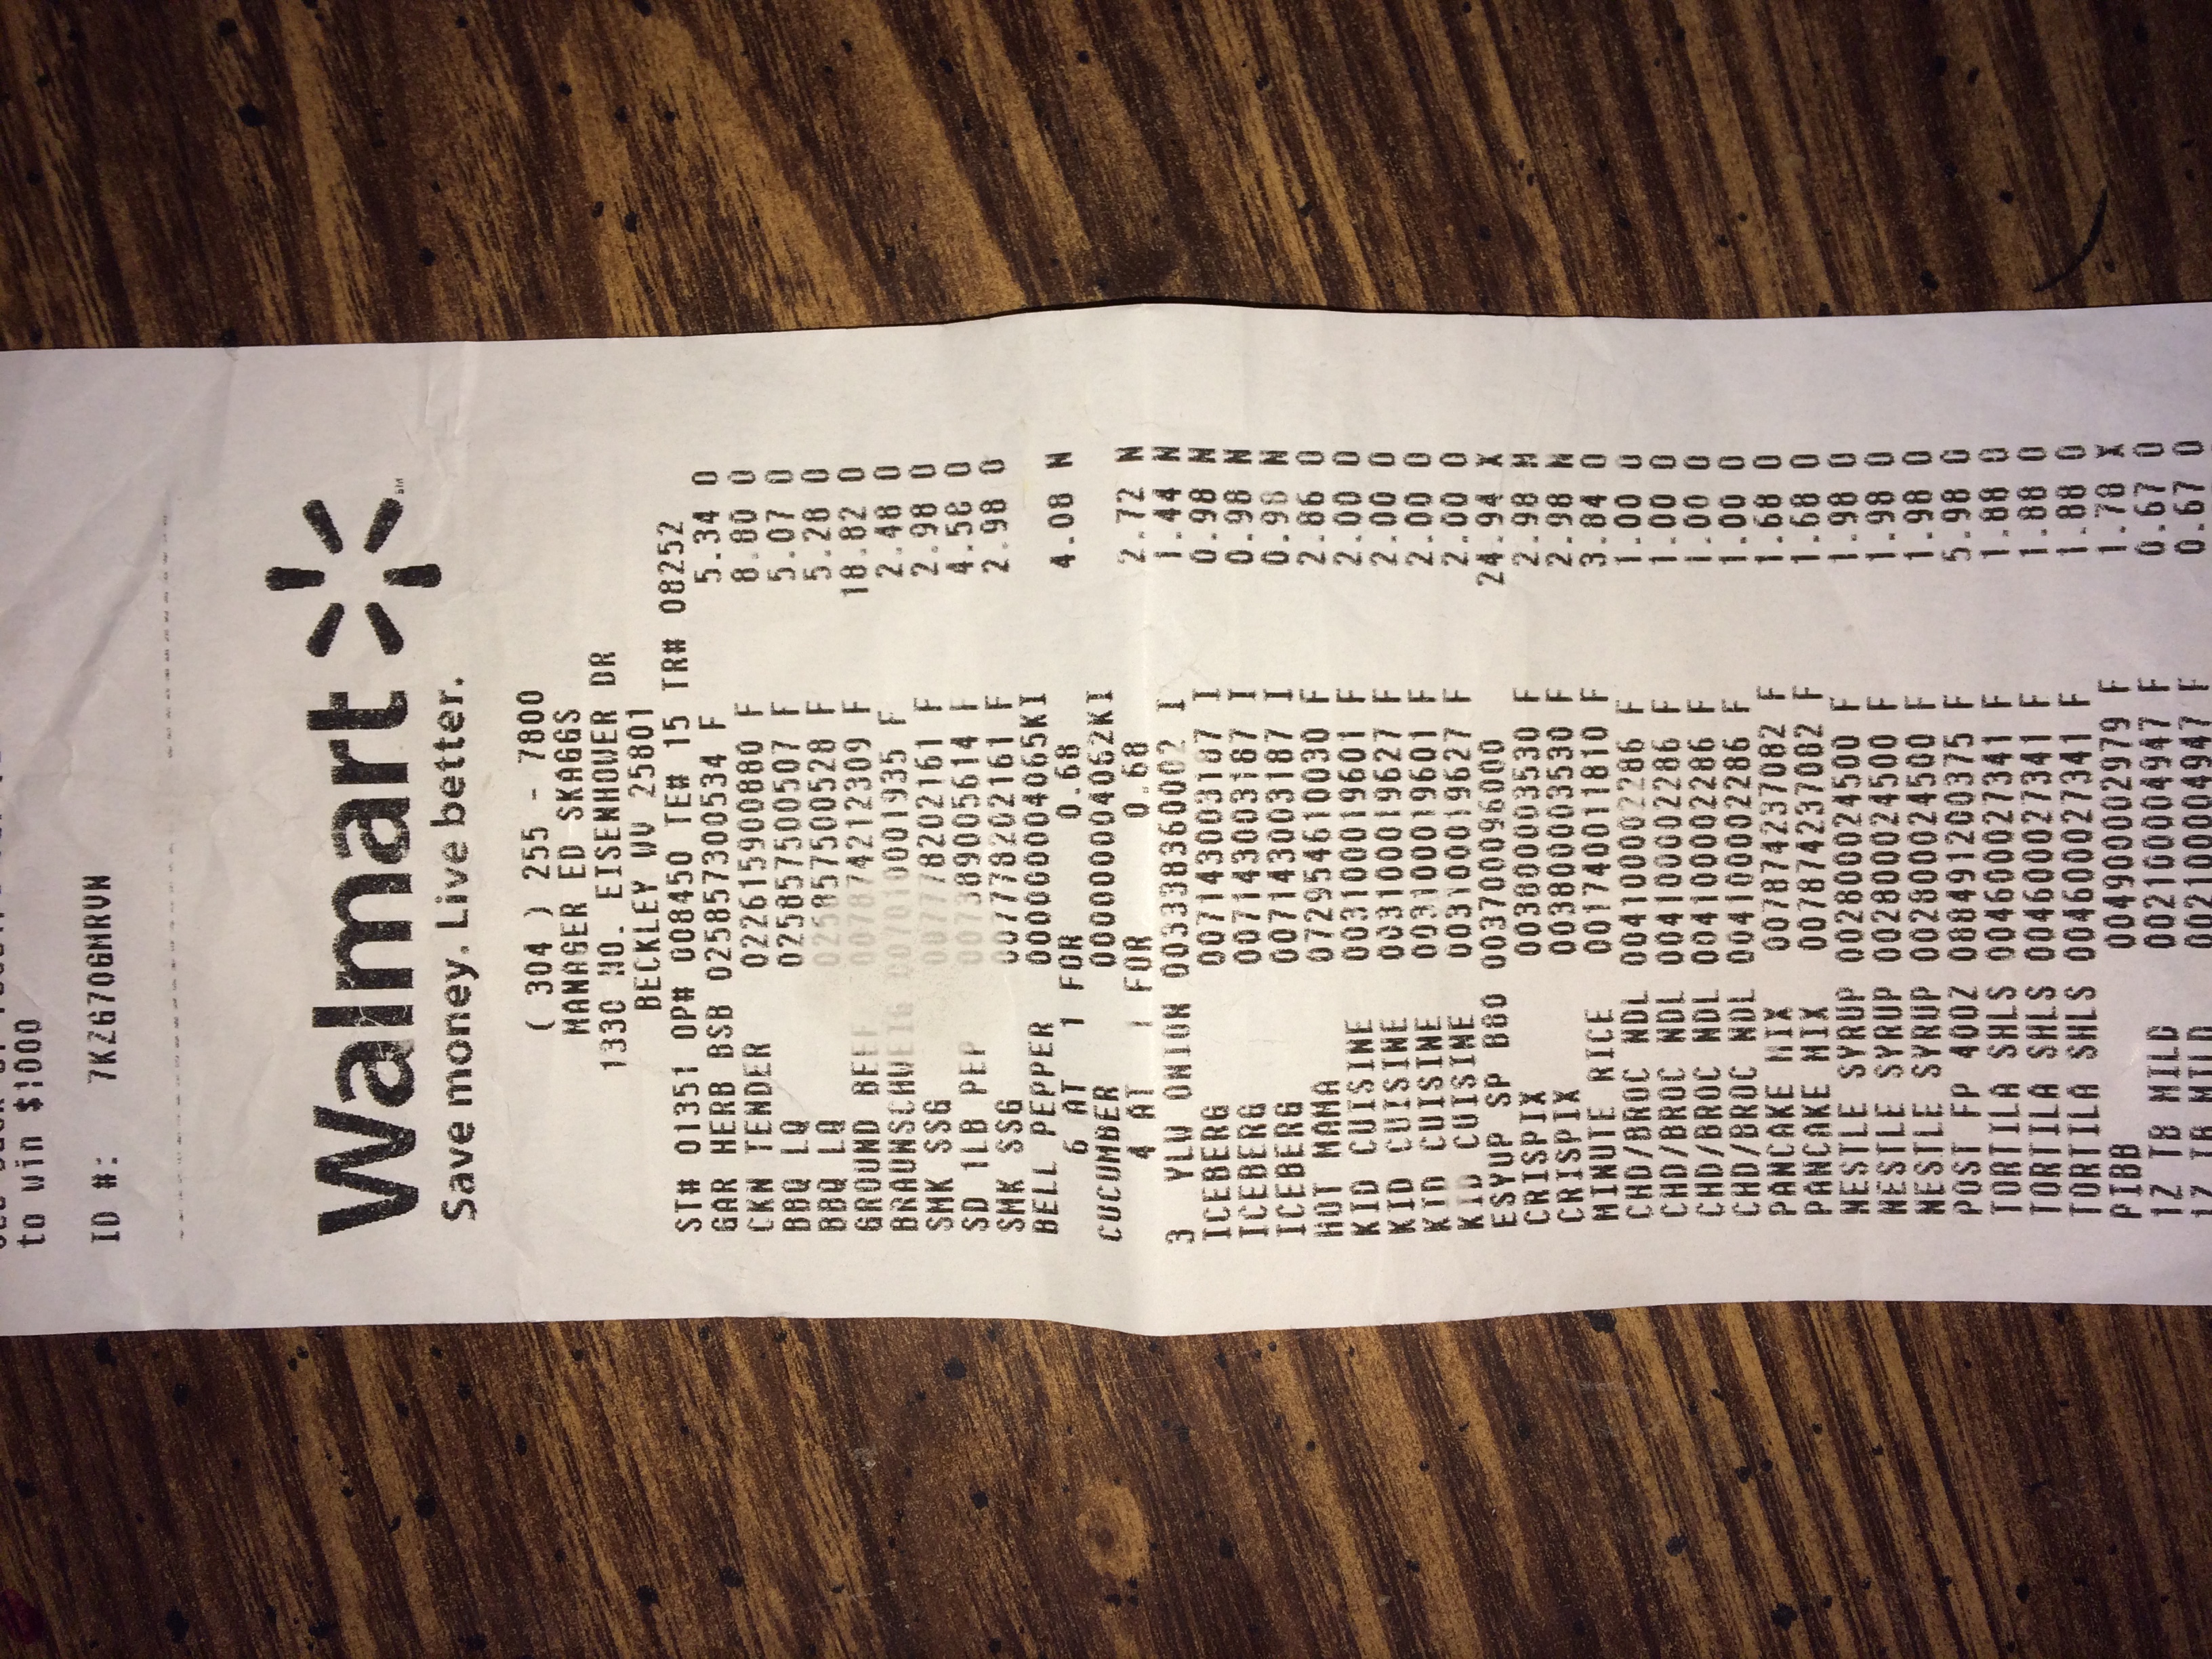 to win $1000
ID #: 7KZG70GMRVN
Walmart
Save money. Live better.
( 304 ) 255 - 7800
MANAGER ED SKAGGS
1330 NO. EISENHOWER DR
BECKLEY WV 25801
ST# 01351 OP# 008450 TE# 15 TR# 08252
GAR HERB BSB 025857300534 F 5.34 O
CKN TENDER 022615900880 F 8.80 O
BBQ LQ 025857500507 F 5.07 O
BBQ LQ 025857500528 F 5.28 O
GROUND BEEF 007874212309 F 18.82 O
BRAUNSCHWEIG 007010001935 F 2.48 O
SMK SSG 007778202161 F 2.98 O
SD 1LB PEP 007389005614 F 4.58 O
SMK SSG 007778202161 F 2.98 O
BELL PEPPER 000000004065KI
6 AT 1 FOR 0.68 4.08 N
CUCUMBER 000000004062KI
4 AT 1 FOR 0.68 2.72 N
3 YLW ONION 003338360002 I 1.44 N
ICEBERG 007143003187 I 0.98 N
ICEBERG 007143003187 I 0.98 N
ICEBERG 007143003187 I 0.98 N
HOT MAMA 072954610030 F 2.86 O
KID CUISINE 003100019601 F 2.00 O
KID CUISINE 003100019627 F 2.00 O
KID CUISINE 003100019601 F 2.00 O
KID CUISINE 003100019627 F 2.00 O
ESYUP SP B80 003700096000 24.94 X
CRISPIX 003800003530 F 2.98 N
CRISPIX 003800003530 F 2.98 N
MINUTE RICE 001740011810 F 3.84 O
CHD/BROC NDL 004100002286 F 1.00 O
CHD/BROC NDL 004100002286 F 1.00 O
CHD/BROC NDL 004100002286 F 1.00 O
CHD/BROC NDL 004100002286 F 1.00 O
PANCAKE MIX 007874237082 F 1.68 O
PANCAKE MIX 007874237082 F 1.68 O
NESTLE SYRUP 002800024500 F 1.98 O
NESTLE SYRUP 002800024500 F 1.98 O
NESTLE SYRUP 002800024500 F 1.98 O
POST FP 40OZ 088491200375 F 5.98 O
TORTILA SHLS 004600027341 F 1.88 O
TORTILA SHLS 004600027341 F 1.88 O
TORTILA SHLS 004600027341 F 1.88 O
PIBB 004900002979 F 1.78 X
1Z TB MILD 002100004947 F 0.67 O
1Z TB MILD 002100004947 F 0.67 O